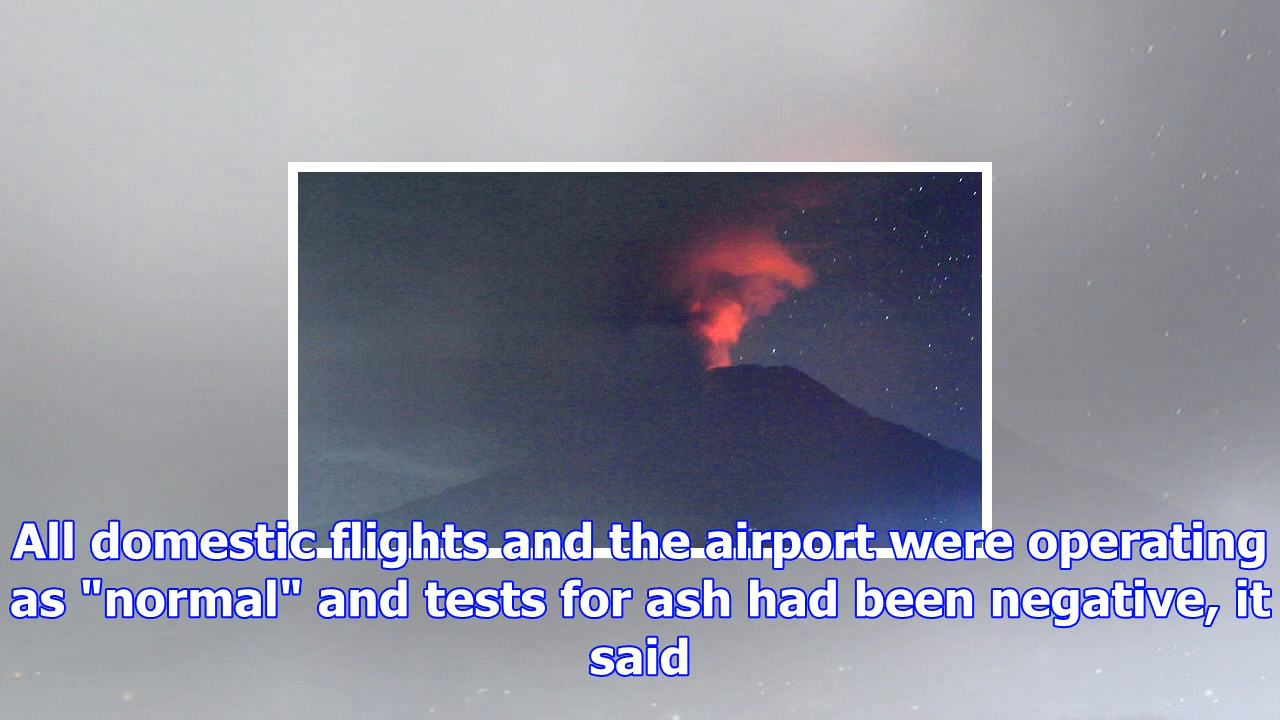 All domestic flights and the airport were operating
as "normal" and tests for ash had been negative, it
said